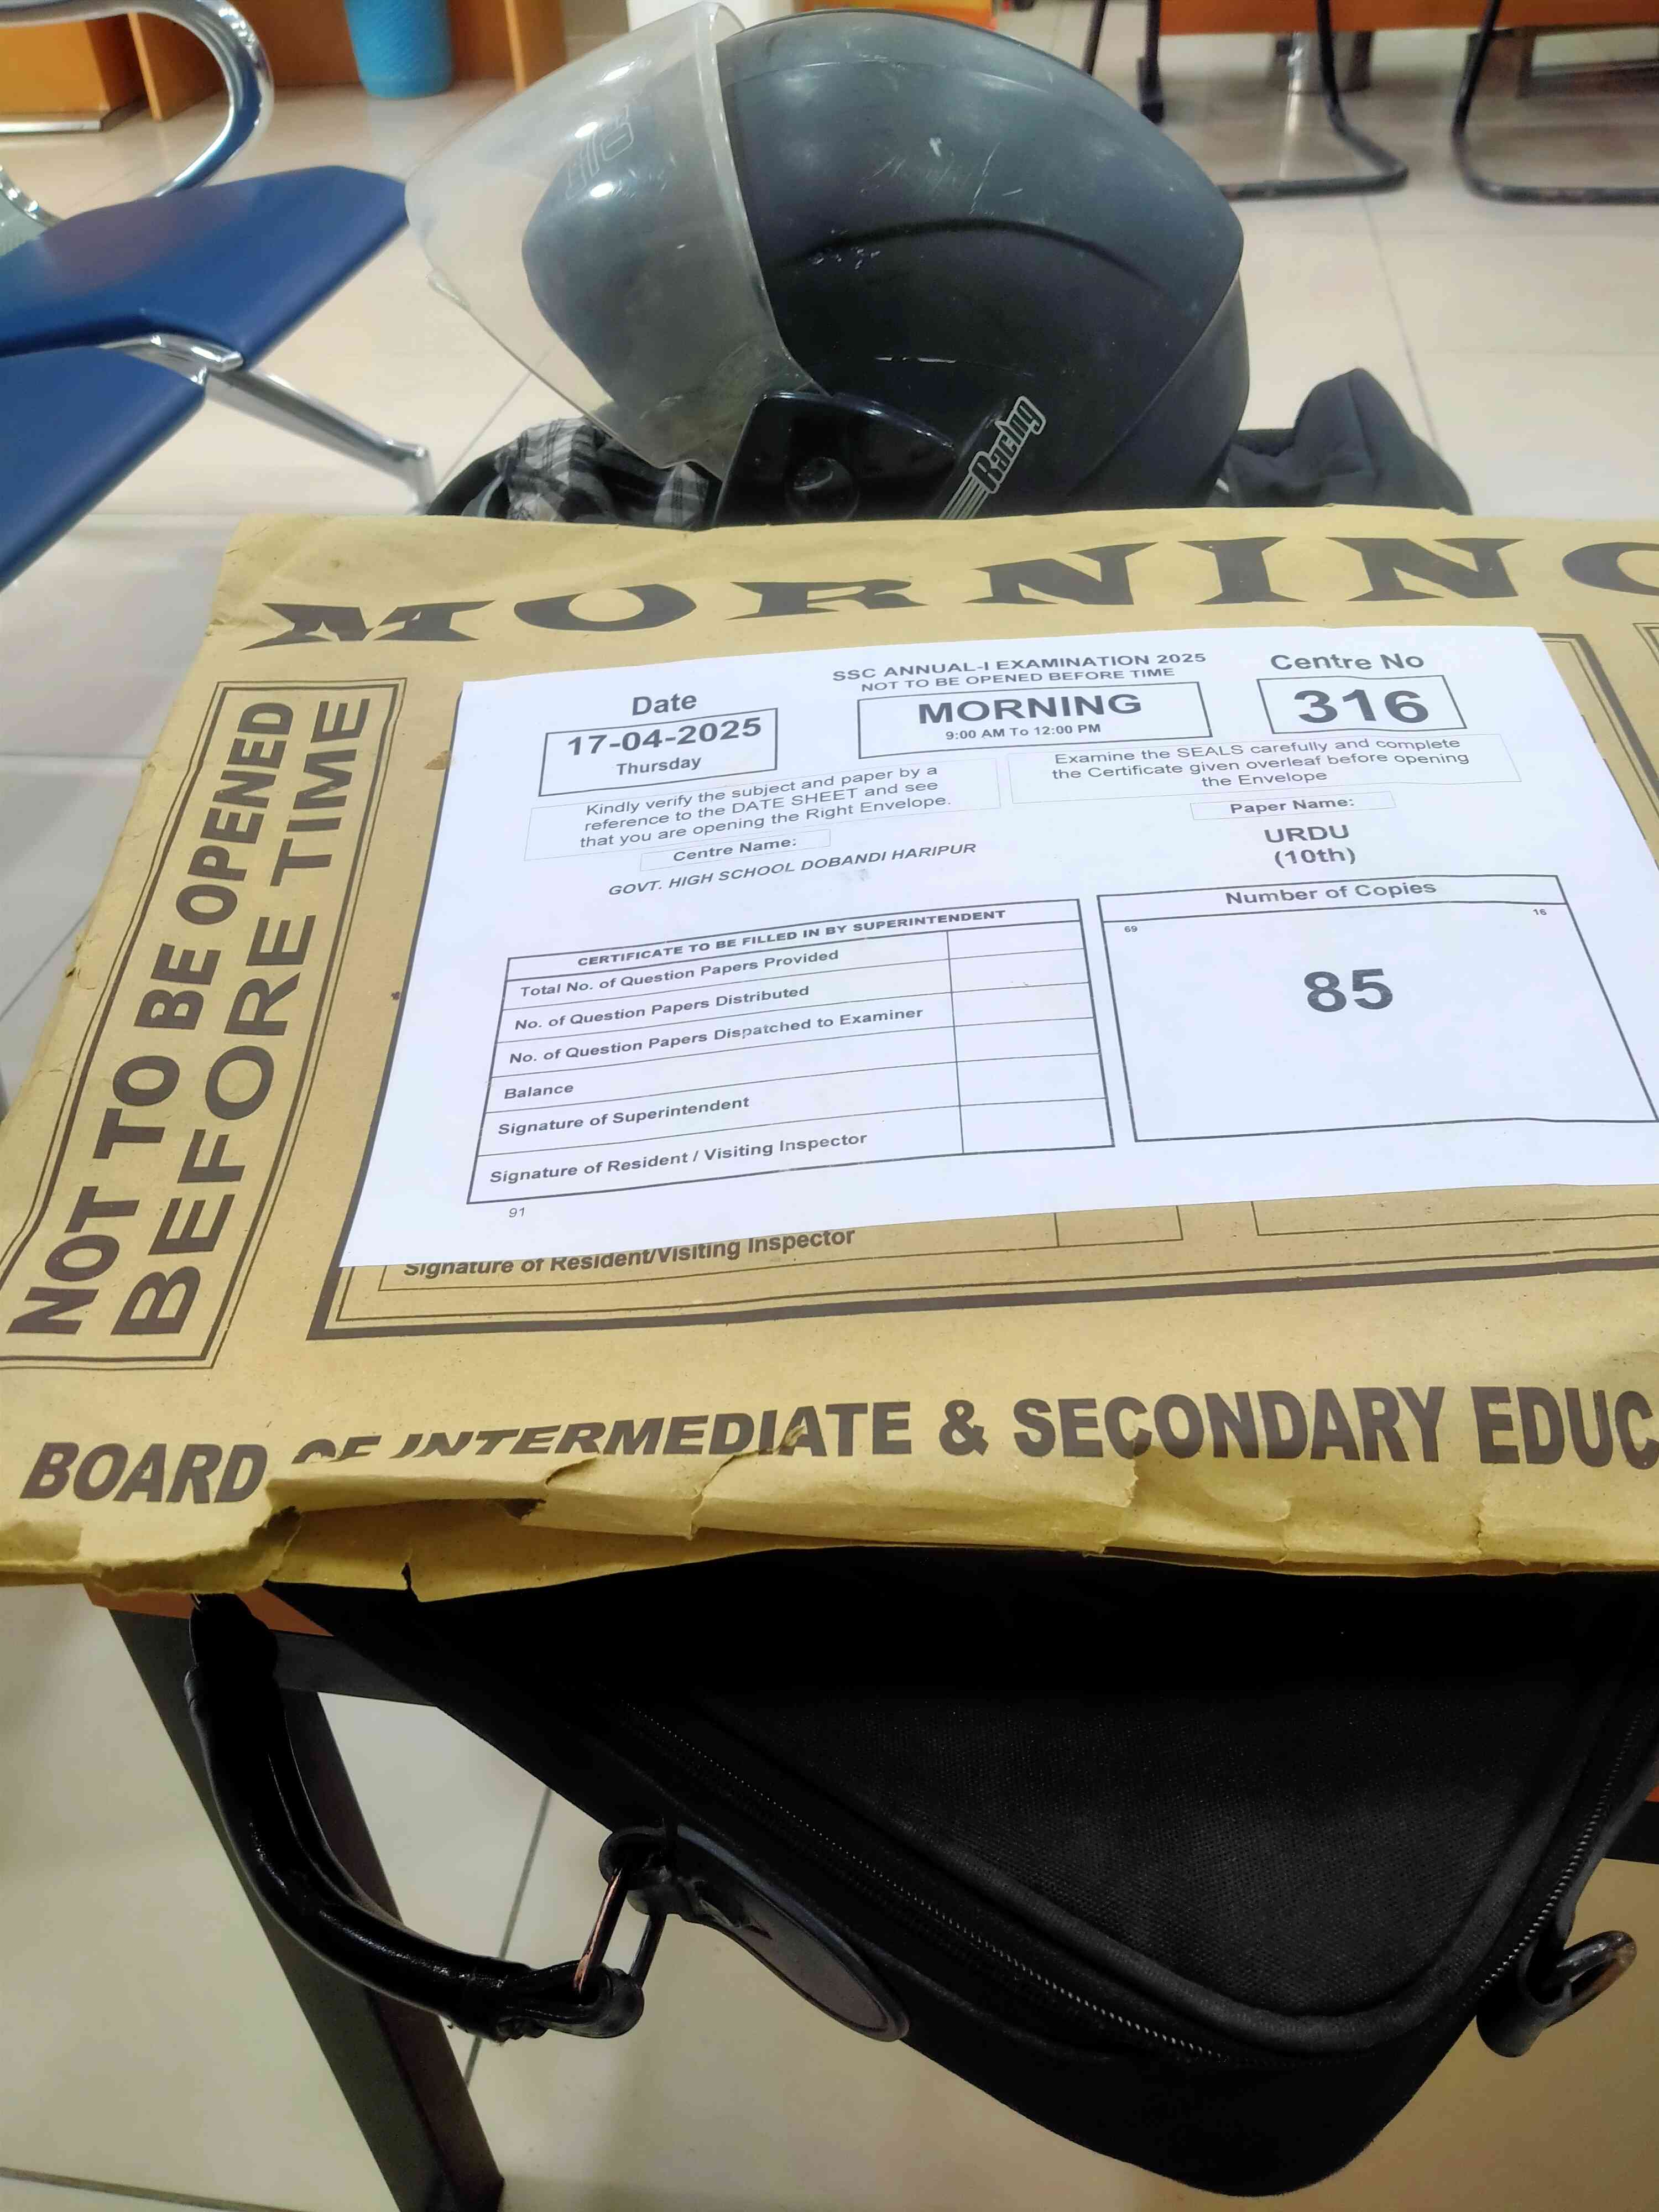 Racing
MORNING
NOT TO BE OPENED
BEFORE TIME
SSC ANNUAL-I EXAMINATION 2025
NOT TO BE OPENED BEFORE TIME
Date
17-04-2025
Thursday
MORNING
9:00 AM To 12:00 PM
Centre No
316
Kindly verify the subject and paper by a
reference to the DATE SHEET and see
that you are opening the Right Envelope.
Examine the SEALS carefully and complete
the Certificate given overleaf before opening
the Envelope
Centre Name:
GOVT. HIGH SCHOOL DOBANDI HARIPUR
Paper Name:
URDU
(10th)
CERTIFICATE TO BE FILLED IN BY SUPERINTENDENT
Total No. of Question Papers Provided
No. of Question Papers Distributed
No. of Question Papers Dispatched to Examiner
Balance
Signature of Superintendent
Signature of Resident / Visiting Inspector
Number of Copies
69
16
85
91
Signature of Resident/Visiting Inspector
BOARD OF INTERMEDIATE & SECONDARY EDUC